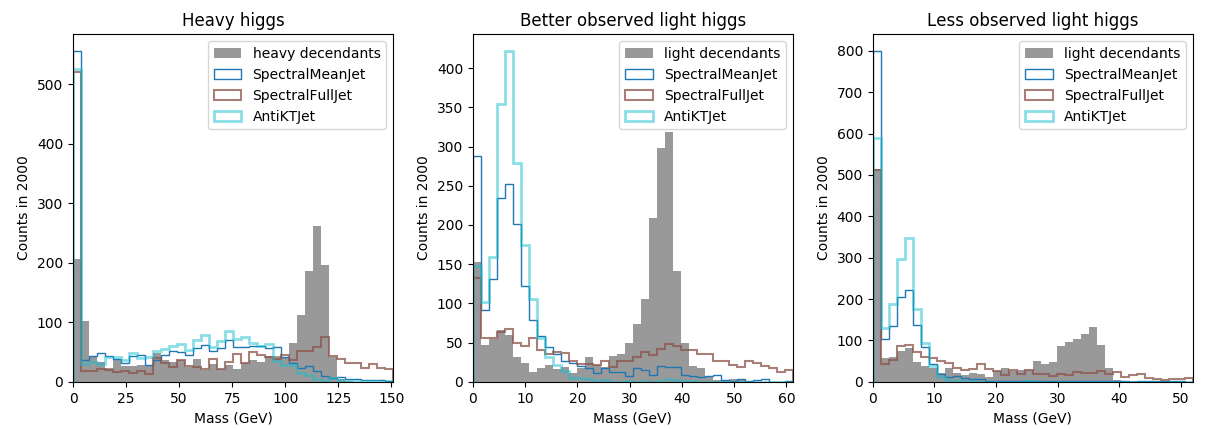 Heavy higgs
Counts in 2000
500
400
300
200
100
0
heavy decendants
SpectralMeanJet
SpectralFullJet
AntiKTJet
0 25 50 75 100 125 150
Mass (GeV)
Better observed light higgs
Counts in 2000
400
350
300
250
200
150
100
50
0
light decendants
SpectralMeanJet
SpectralFullJet
AntiKTJet
0 10 20 30 40 50 60
Mass (GeV)
Less observed light higgs
Counts in 2000
800
700
600
500
400
300
200
100
0
light decendants
SpectralMeanJet
SpectralFullJet
AntiKTJet
0 10 20 30 40 50
Mass (GeV)